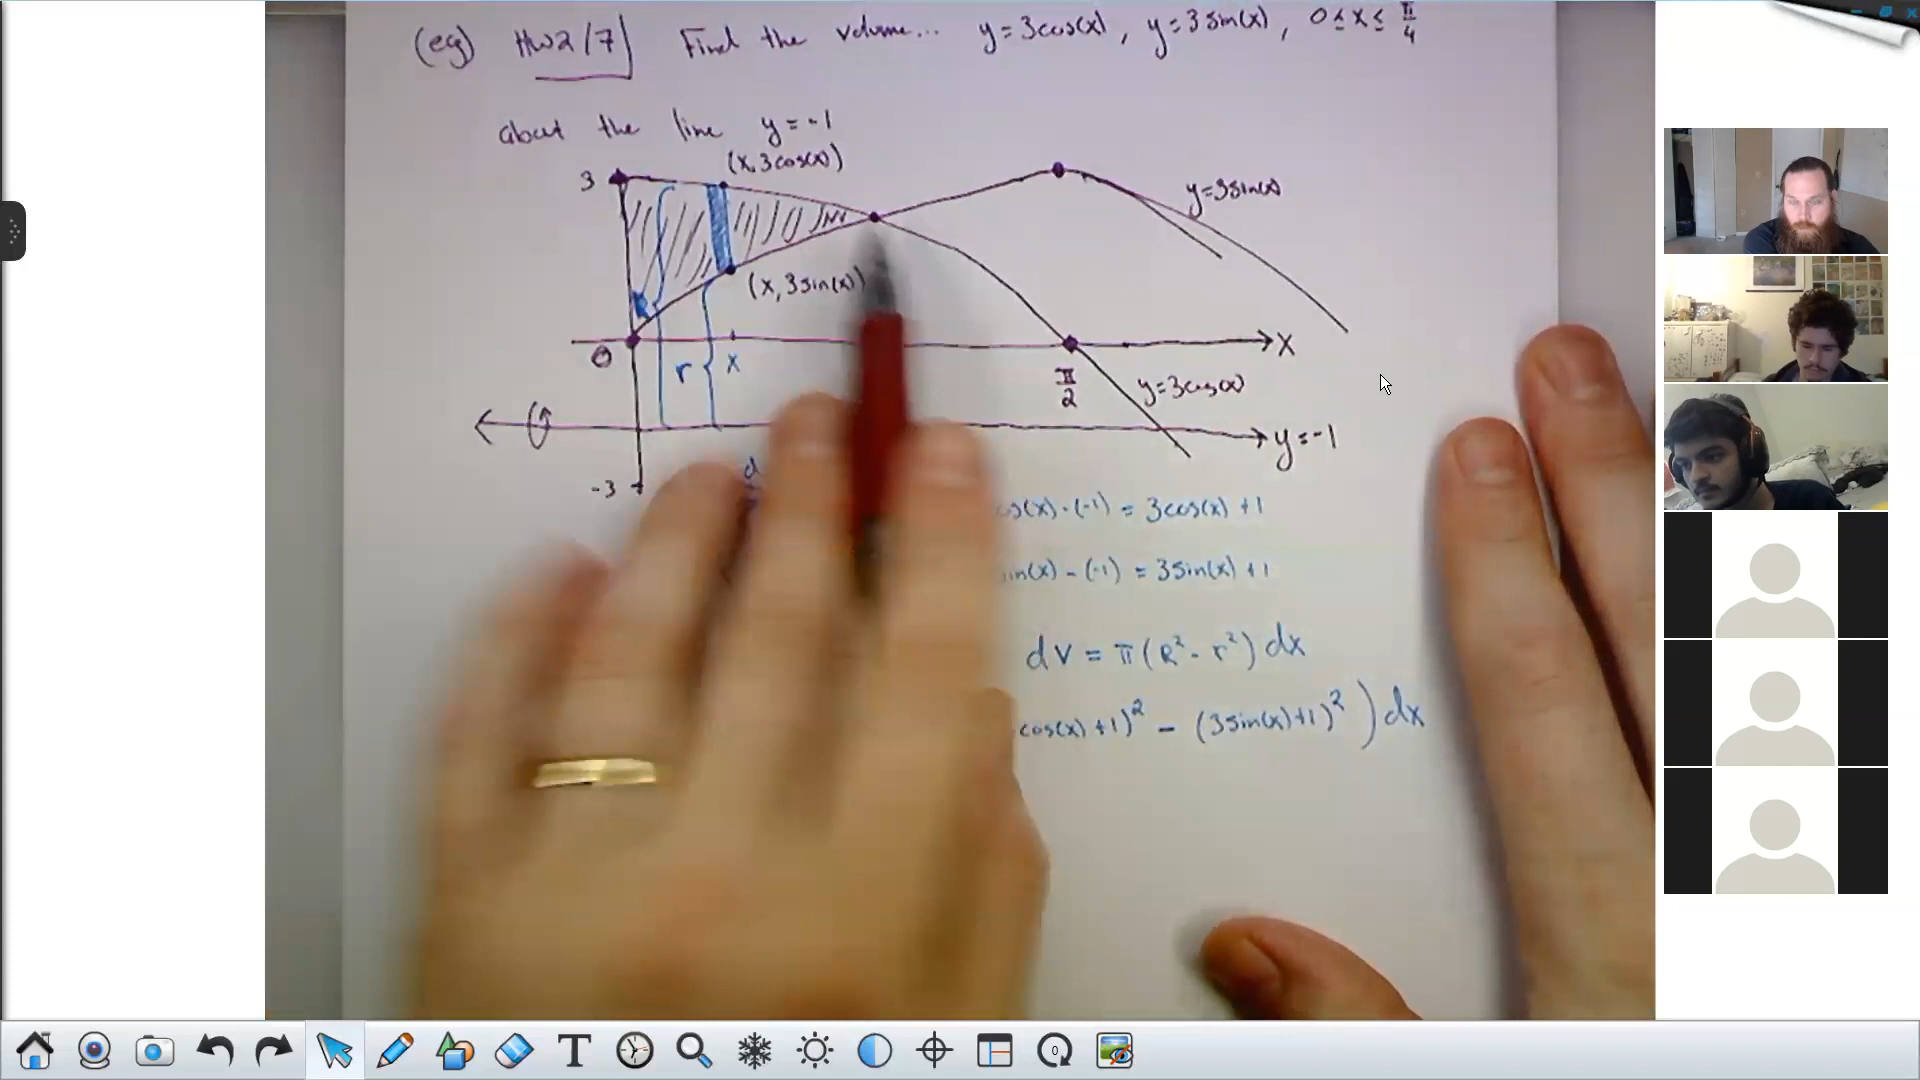 (eg) HW2/7 Find the volume... y=3cos(x), y=3sin(x), 0≤x≤π/4
about the line y=-1
(x,3cos(x))
3
y=3sin(x)
(x,3sin(x))
0
r
x
x
π/2
y=3cos(x)
y=-1
-3
d
os(x)-(-1) = 3cos(x)+1
in(x)-(-1) = 3sin(x)+1
dV = π(R²-r²)dx
cos(x)+1)² - (3sin(x)+1)²)dx
T
0